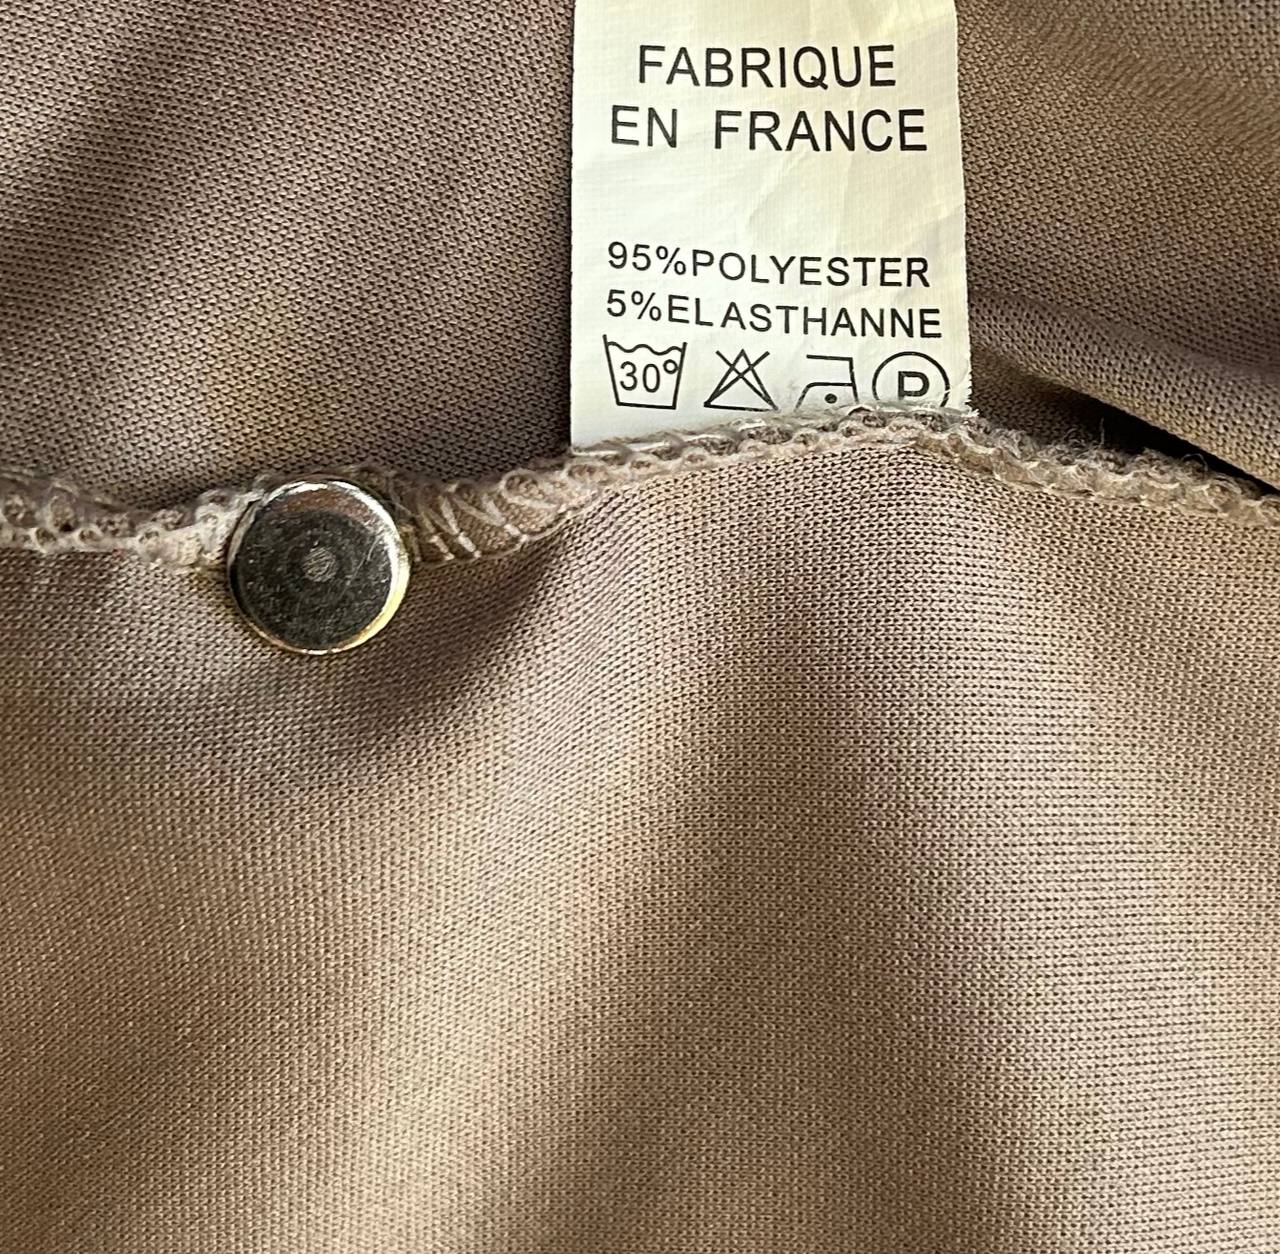 FABRIQUE
EN FRANCE
95%POLYESTER
5%ELASTHANNE
30° P